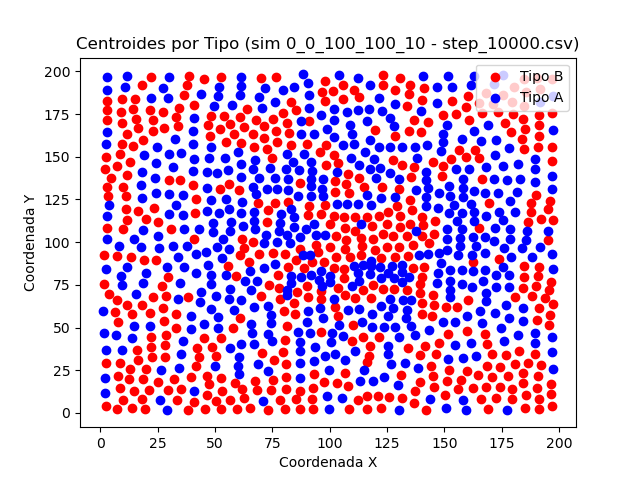 Centroides por Tipo (sim 0_0_100_100_10 - step_10000.csv)
Tipo B
Tipo A
Coordenada Y
200
175
150
125
100
75
50
25
0
0 25 50 75 100 125 150 175 200
Coordenada X